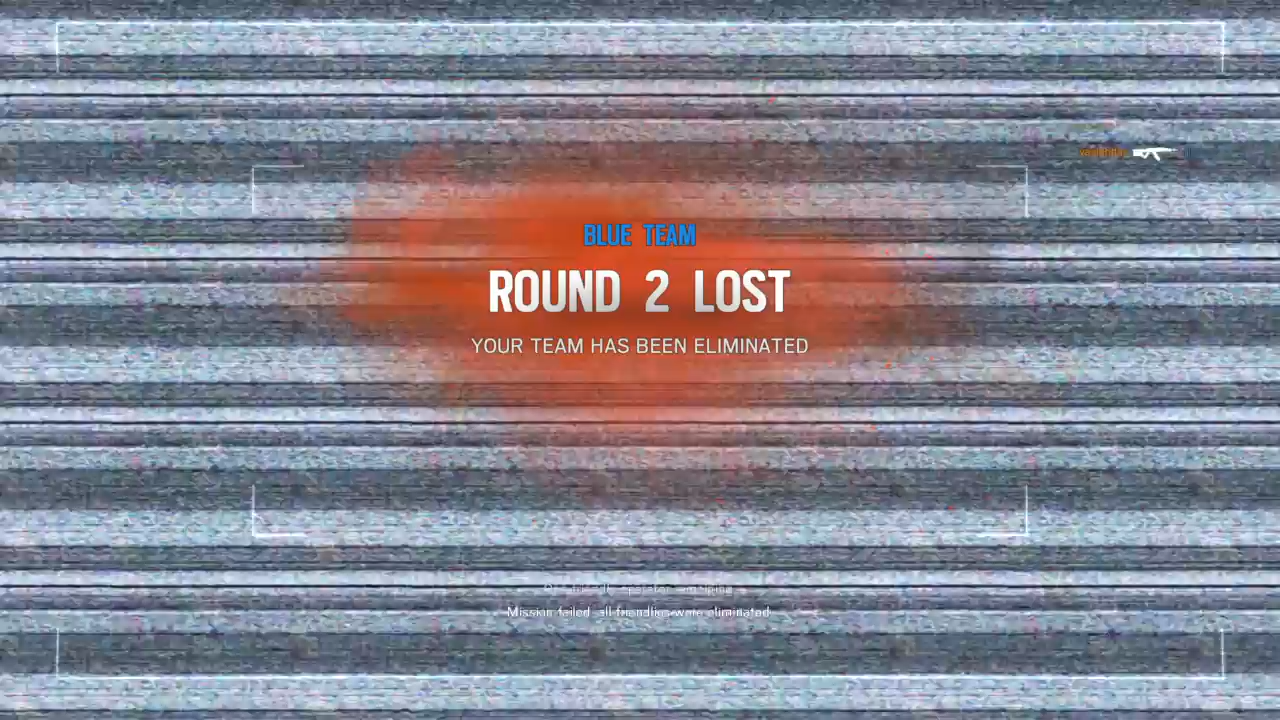 BLUE TEAM
ROUND 2 LOST
YOUR TEAM HAS BEEN ELIMINATED
Mission failed, all friendlies were eliminated